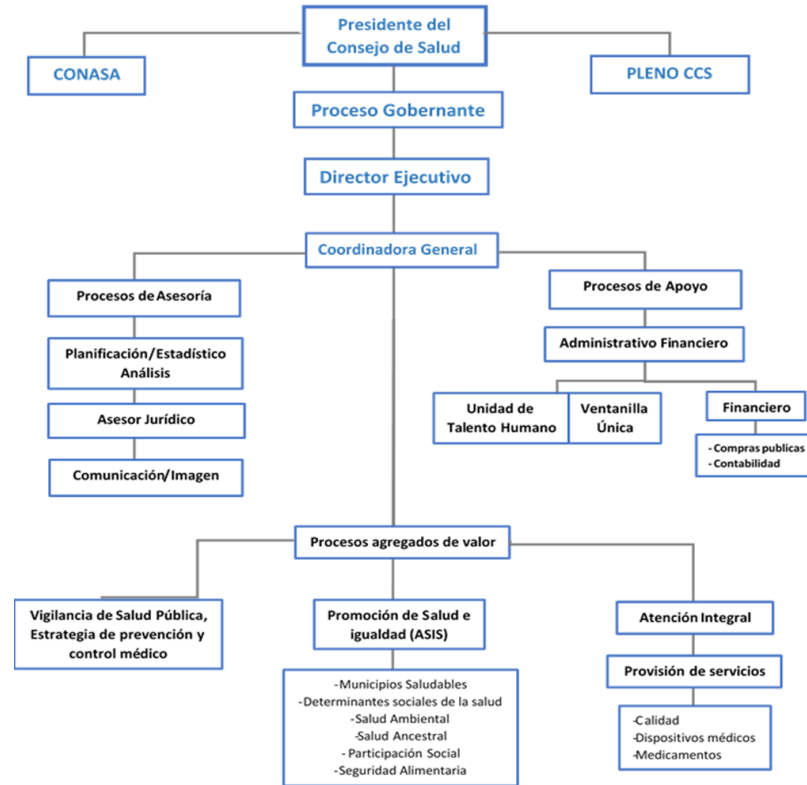 Presidente del
Consejo de Salud
CONASA
PLENO CCS
Proceso Gobernante
Director Ejecutivo
Coordinadora General
Procesos de Asesoría
Planificación/Estadístico
Análisis
Asesor Jurídico
Comunicación/Imagen
Procesos de Apoyo
Administrativo Financiero
Unidad de
Talento Humano
Ventanilla
Única
Financiero
- Compras publicas
- Contabilidad
Procesos agregados de valor
Vigilancia de Salud Pública,
Estrategia de prevención y
control médico
Promoción de Salud e
igualdad (ASIS)
-Municipios Saludables
-Determinantes sociales de la salud
-Salud Ambiental
-Salud Ancestral
-Participación Social
-Seguridad Alimentaria
Atención Integral
Provisión de servicios
-Calidad
-Dispositivos médicos
-Medicamentos